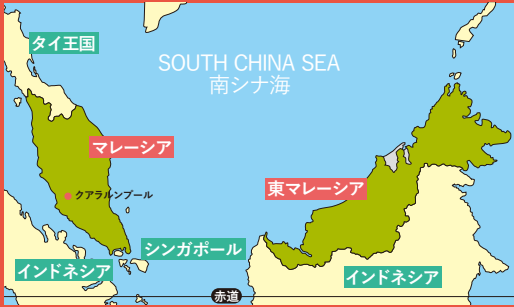 タイ王国
SOUTH CHINA SEA
南シナ海
マレーシア
クアラルンプール
東マレーシア
シンガポール
インドネシア
インドネシア
赤道